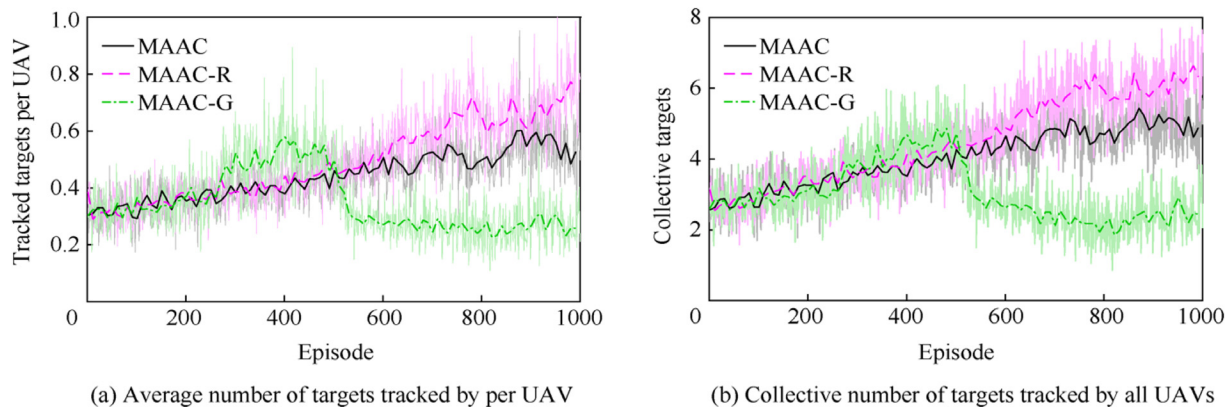 1.0
0.8
0.6
0.4
0.2
Tracked targets per UAV
MAAC
MAAC-R
MAAC-G
0 200 400 600 800 1000
Episode
(a) Average number of targets tracked by per UAV
8
6
4
2
0
Collective targets
MAAC
MAAC-R
MAAC-G
0 200 400 600 800 1000
Episode
(b) Collective number of targets tracked by all UAVs